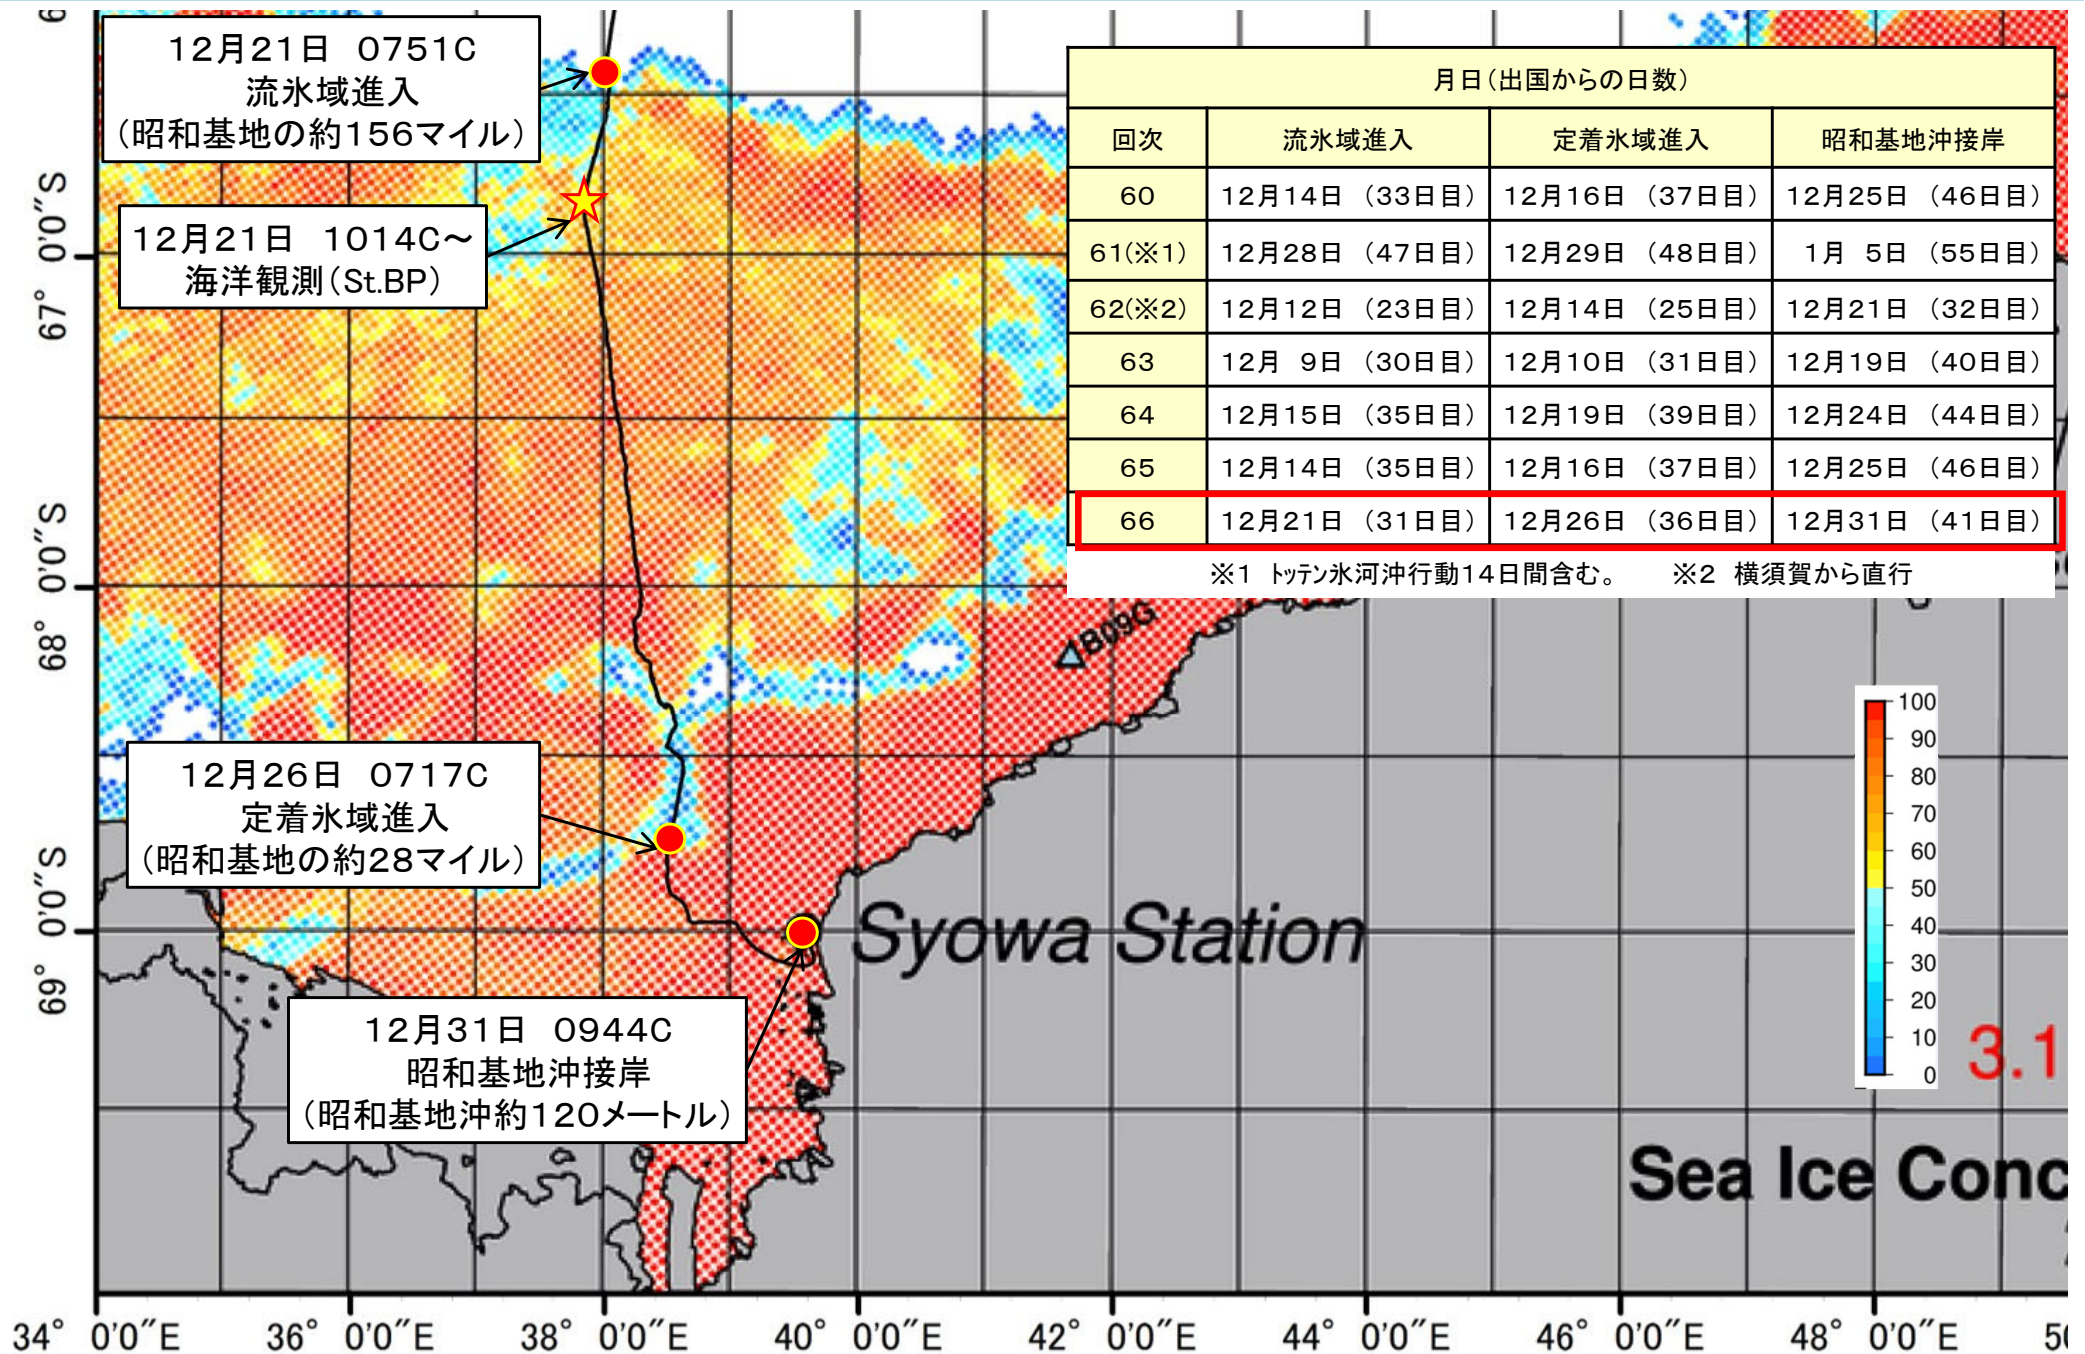 12月21日　0751C
流氷域進入
（昭和基地の約156マイル）
12月21日　1014C～
海洋観測（St.BP）
12月26日　0717C
定着氷域進入
（昭和基地の約28マイル）
12月31日　0944C
昭和基地沖接岸
（昭和基地沖約120メートル）
月日（出国からの日数）
回次　流氷域進入　定着氷域進入　昭和基地沖接岸
60　12月14日（33日目）　12月16日（37日目）　12月25日（46日目）
61(※1)　12月28日（47日目）　12月29日（48日目）　1月 5日（55日目）
62(※2)　12月12日（23日目）　12月14日（25日目）　12月21日（32日目）
63　12月 9日（30日目）　12月10日（31日目）　12月19日（40日目）
64　12月15日（35日目）　12月19日（39日目）　12月24日（44日目）
65　12月14日（35日目）　12月16日（37日目）　12月25日（46日目）
66　12月21日（31日目）　12月26日（36日目）　12月31日（41日目）
※1　トッテン氷河沖行動14日間含む。　※2　横須賀から直行
B09G
Syowa Station
100
90
80
70
60
50
40
30
20
10
0
3.1
Sea Ice Conc
67° 0'0"S
68° 0'0"S
69° 0'0"S
34° 0'0"E　36° 0'0"E　38° 0'0"E　40° 0'0"E　42° 0'0"E　44° 0'0"E　46° 0'0"E　48° 0'0"E